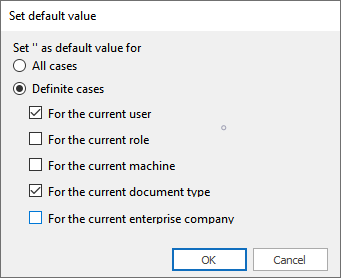 Set default value
Set '' as default value for
All cases
Definite cases
For the current user
For the current role
For the current machine
For the current document type
For the current enterprise company
OK
Cancel